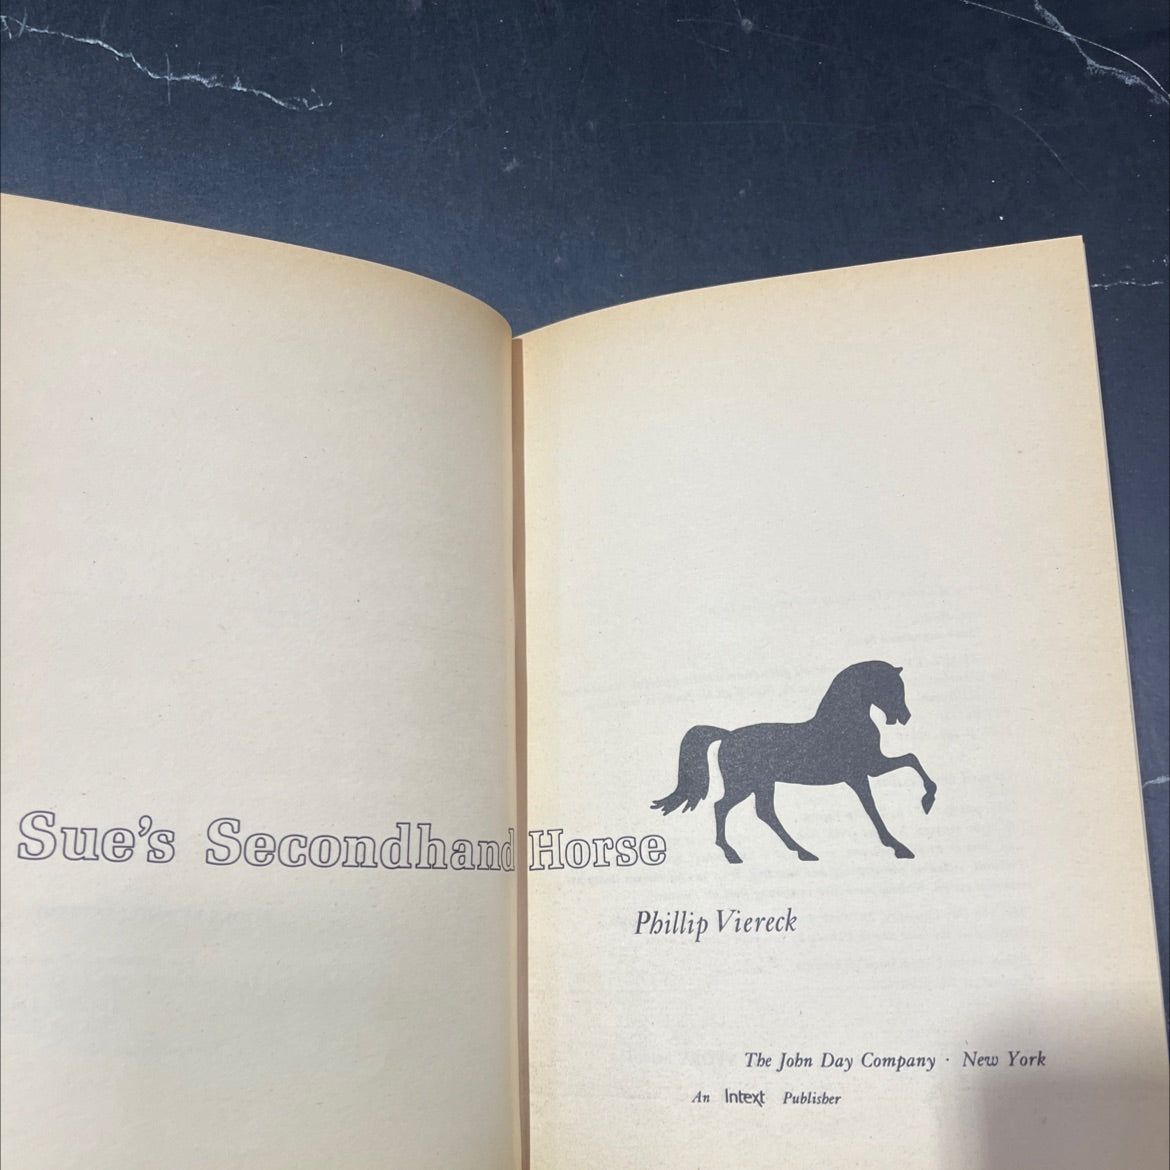 Sue's Secondhand Horse
Phillip Viereck
The John Day Company · New York
An Intext Publisher